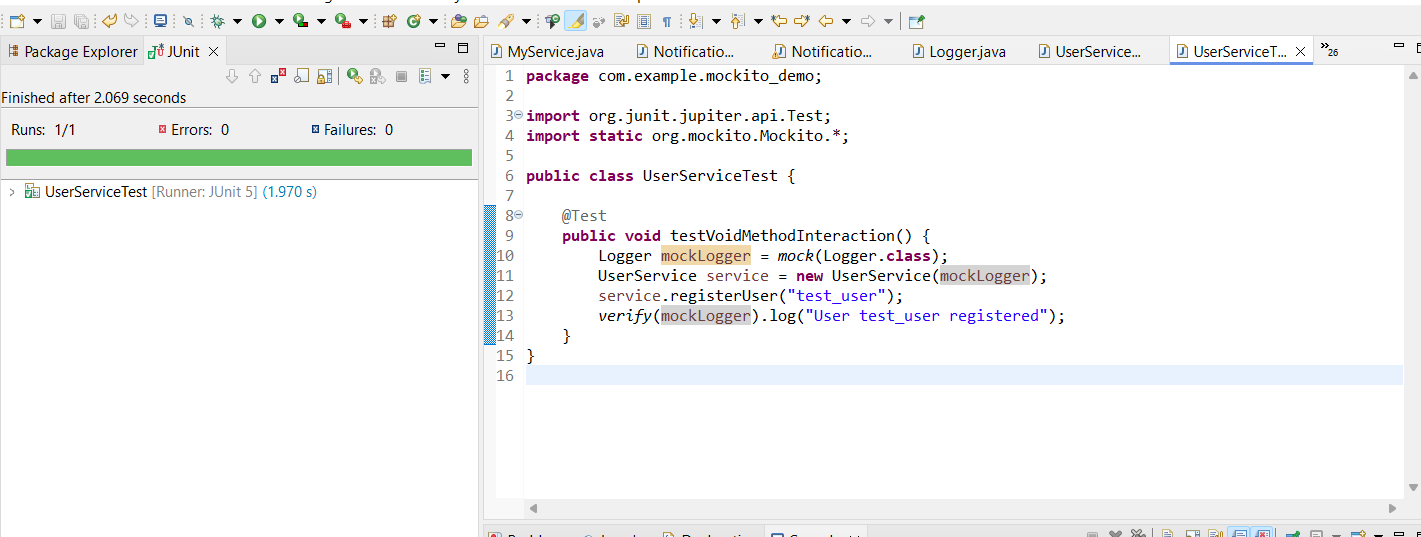 Package Explorer JUnit
Finished after 2.069 seconds
Runs: 1/1 Errors: 0 Failures: 0
UserServiceTest [Runner: JUnit 5] (1.970 s)
MyService.java Notificatio... Notificatio... Logger.java UserService... UserServiceT... »26
1 package com.example.mockito_demo;
2
3 import org.junit.jupiter.api.Test;
4 import static org.mockito.Mockito.*;
5
6 public class UserServiceTest {
7
8 @Test
9 public void testVoidMethodInteraction() {
10 Logger mockLogger = mock(Logger.class);
11 UserService service = new UserService(mockLogger);
12 service.registerUser("test_user");
13 verify(mockLogger).log("User test_user registered");
14 }
15 }
16